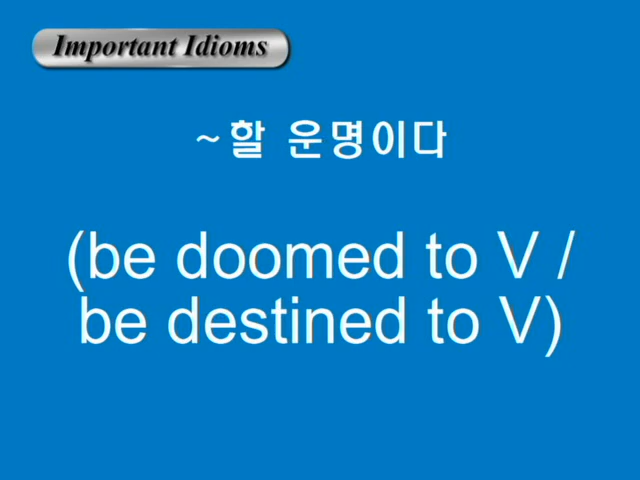 Important Idioms
~할 운명이다
(be doomed to V /
be destined to V)